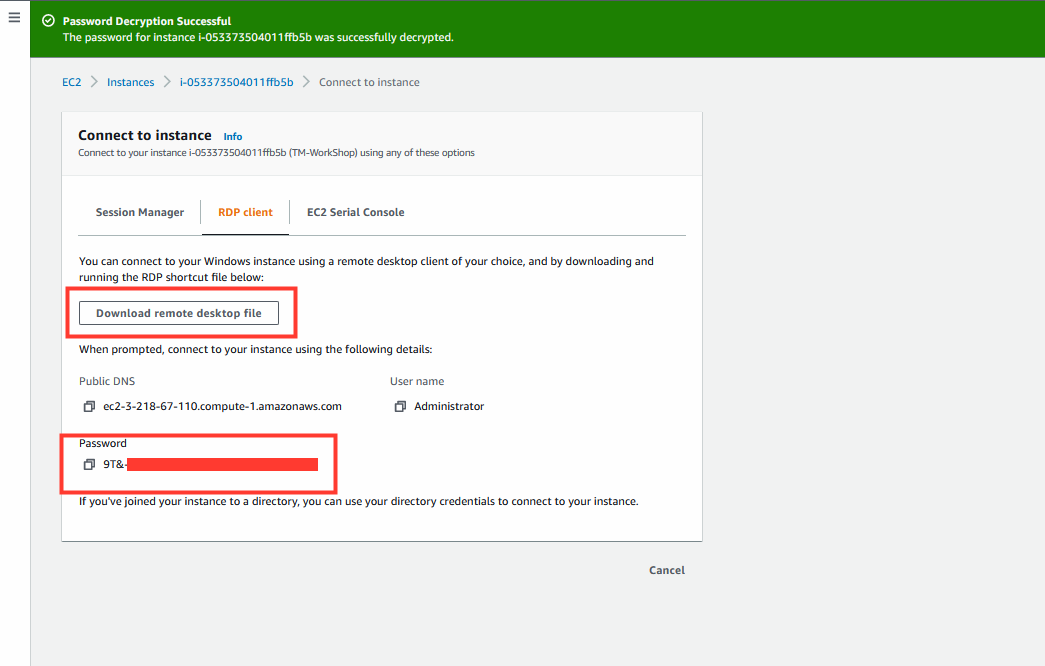 Password Decryption Successful
The password for instance i-053373504011ffb5b was successfully decrypted.
EC2 > Instances > i-053373504011ffb5b > Connect to instance
Connect to instance Info
Connect to your instance i-053373504011ffb5b (TM-WorkShop) using any of these options
Session Manager RDP client EC2 Serial Console
You can connect to your Windows instance using a remote desktop client of your choice, and by downloading and
running the RDP shortcut file below:
Download remote desktop file
When prompted, connect to your instance using the following details:
Public DNS User name
ec2-3-218-67-110.compute-1.amazonaws.com Administrator
Password
9T&-
If you've joined your instance to a directory, you can use your directory credentials to connect to your instance.
Cancel